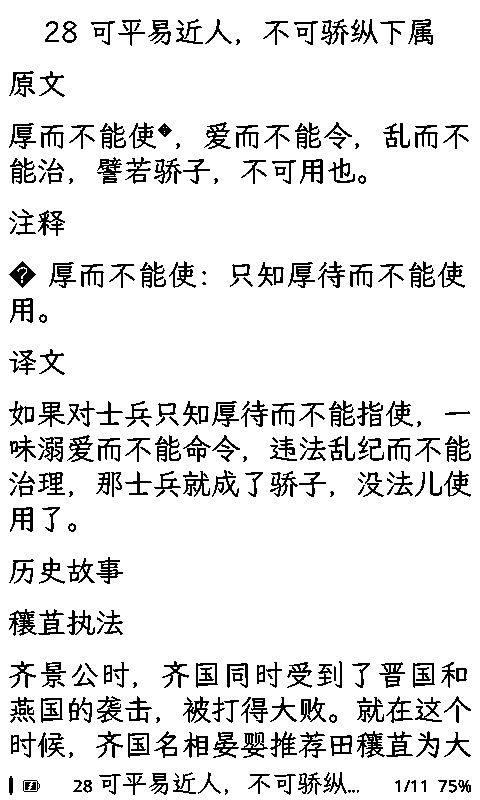 28 可平易近人，不可骄纵下属
原文
厚而不能使�，爱而不能令，乱而不
能治，譬若骄子，不可用也。
注释
� 厚而不能使：只知厚待而不能使
用。
译文
如果对士兵只知厚待而不能指使，一
味溺爱而不能命令，违法乱纪而不能
治理，那士兵就成了骄子，没法儿使
用了。
历史故事
穰苴执法
齐景公时，齐国同时受到了晋国和
燕国的袭击，被打得大败。就在这个
时候，齐国名相晏婴推荐田穰苴为大
28 可平易近人，不可骄纵... 1/11 75%